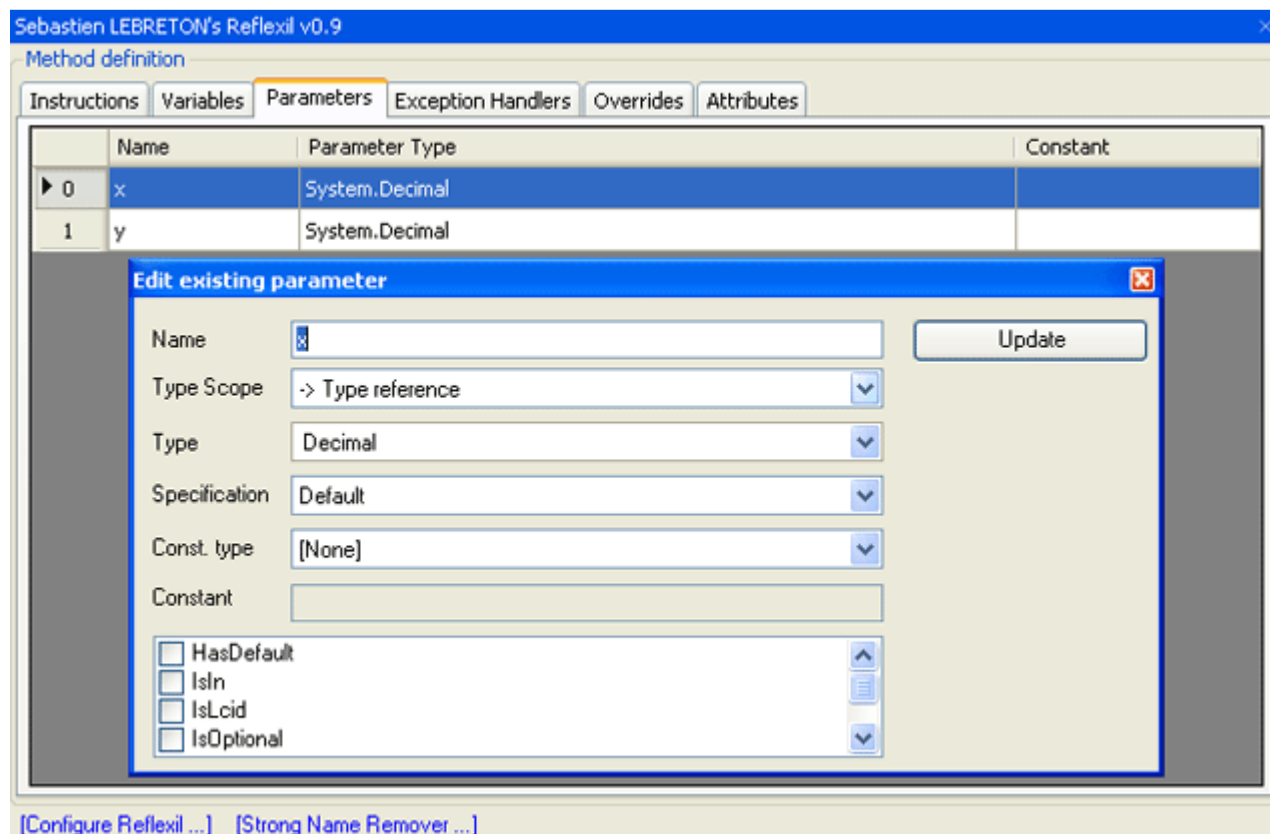 Sebastien LEBRETON's Reflexil v0.9
Method definition
Instructions Variables Parameters Exception Handlers Overrides Attributes
Name Parameter Type Constant
0 x System.Decimal
1 y System.Decimal
Edit existing parameter
Name x Update
Type Scope -> Type reference
Type Decimal
Specification Default
Const. type [None]
Constant
HasDefault
IsIn
IsLcid
IsOptional
[Configure Reflexil ...] [Strong Name Remover ...]